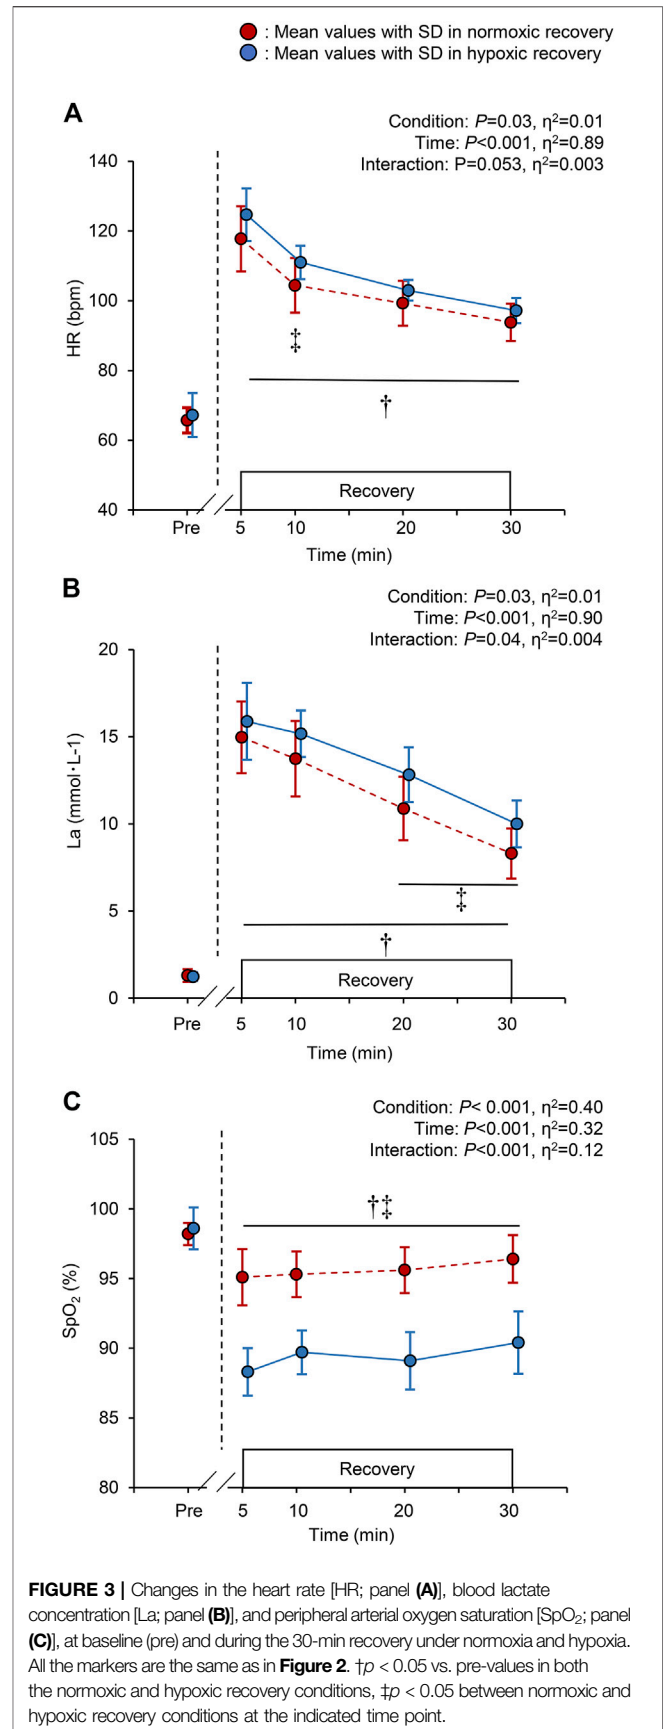 : Mean values with SD in normoxic recovery
: Mean values with SD in hypoxic recovery
A
Condition: P=0.03, η²=0.01
Time: P<0.001, η²=0.89
Interaction: P=0.053, η²=0.003
140
120
100
80
60
40
HR (bpm)
‡
†
Recovery
Pre
5
10
20
30
Time (min)
B
Condition: P=0.03, η²=0.01
Time: P<0.001, η²=0.90
Interaction: P=0.04, η²=0.004
20
15
10
5
0
La (mmol·L-1)
‡
†
Recovery
Pre
5
10
20
30
Time (min)
C
Condition: P< 0.001, η²=0.40
Time: P<0.001, η²=0.32
Interaction: P<0.001, η²=0.12
105
100
95
90
85
80
SpO₂ (%)
†‡
Recovery
Pre
5
10
20
30
Time (min)
FIGURE 3 | Changes in the heart rate [HR; panel (A)], blood lactate
concentration [La; panel (B)], and peripheral arterial oxygen saturation [SpO₂; panel
(C)], at baseline (pre) and during the 30-min recovery under normoxia and hypoxia.
All the markers are the same as in Figure 2. †p < 0.05 vs. pre-values in both
the normoxic and hypoxic recovery conditions, ‡p < 0.05 between normoxic and
hypoxic recovery conditions at the indicated time point.